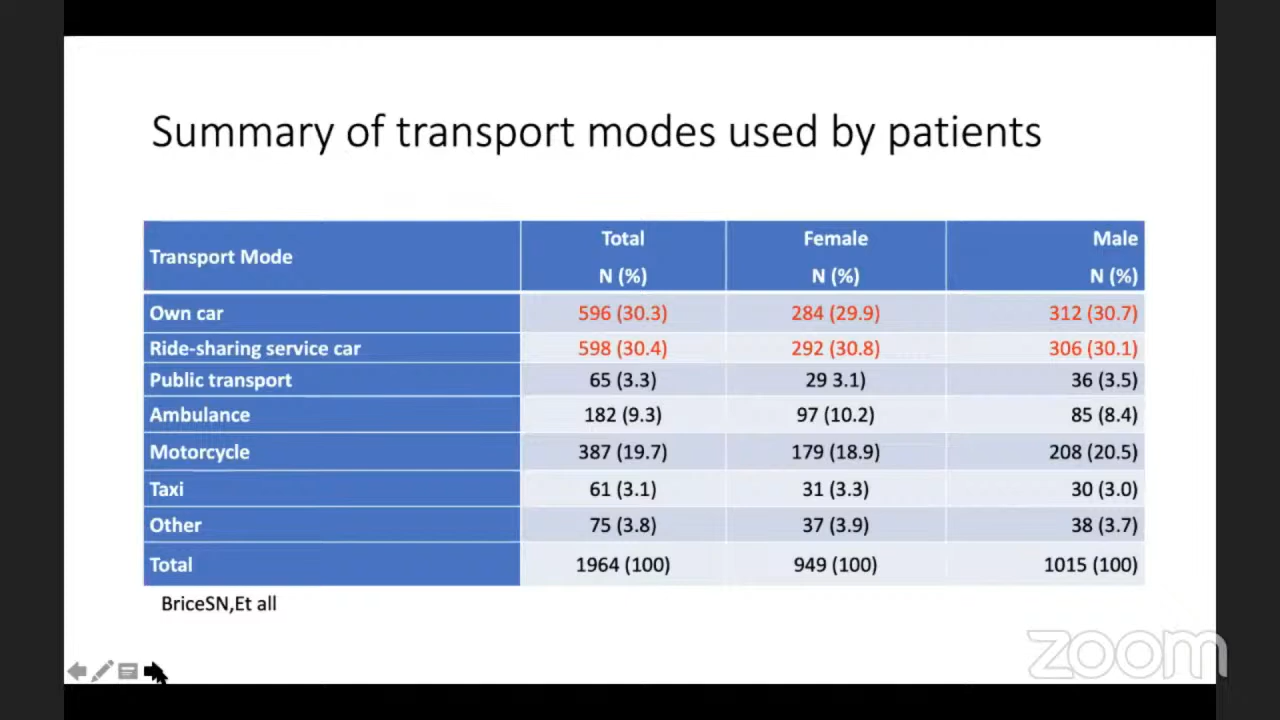 Summary of transport modes used by patients
Transport Mode Total N (%) Female N (%) Male N (%)
Own car 596 (30.3) 284 (29.9) 312 (30.7)
Ride-sharing service car 598 (30.4) 292 (30.8) 306 (30.1)
Public transport 65 (3.3) 29 3.1) 36 (3.5)
Ambulance 182 (9.3) 97 (10.2) 85 (8.4)
Motorcycle 387 (19.7) 179 (18.9) 208 (20.5)
Taxi 61 (3.1) 31 (3.3) 30 (3.0)
Other 75 (3.8) 37 (3.9) 38 (3.7)
Total 1964 (100) 949 (100) 1015 (100)
BriceSN,Et all
zoom